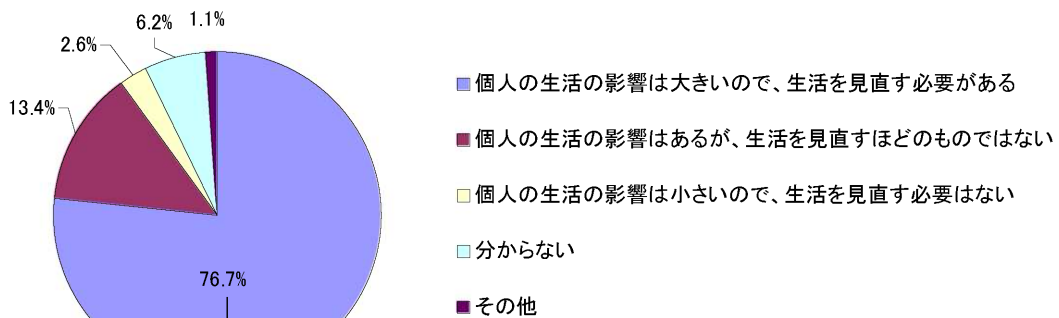 6.2%
1.1%
2.6%
13.4%
76.7%
個人の生活の影響は大きいので、生活を見直す必要がある
個人の生活の影響はあるが、生活を見直すほどのものではない
個人の生活の影響は小さいので、生活を見直す必要はない
分からない
その他